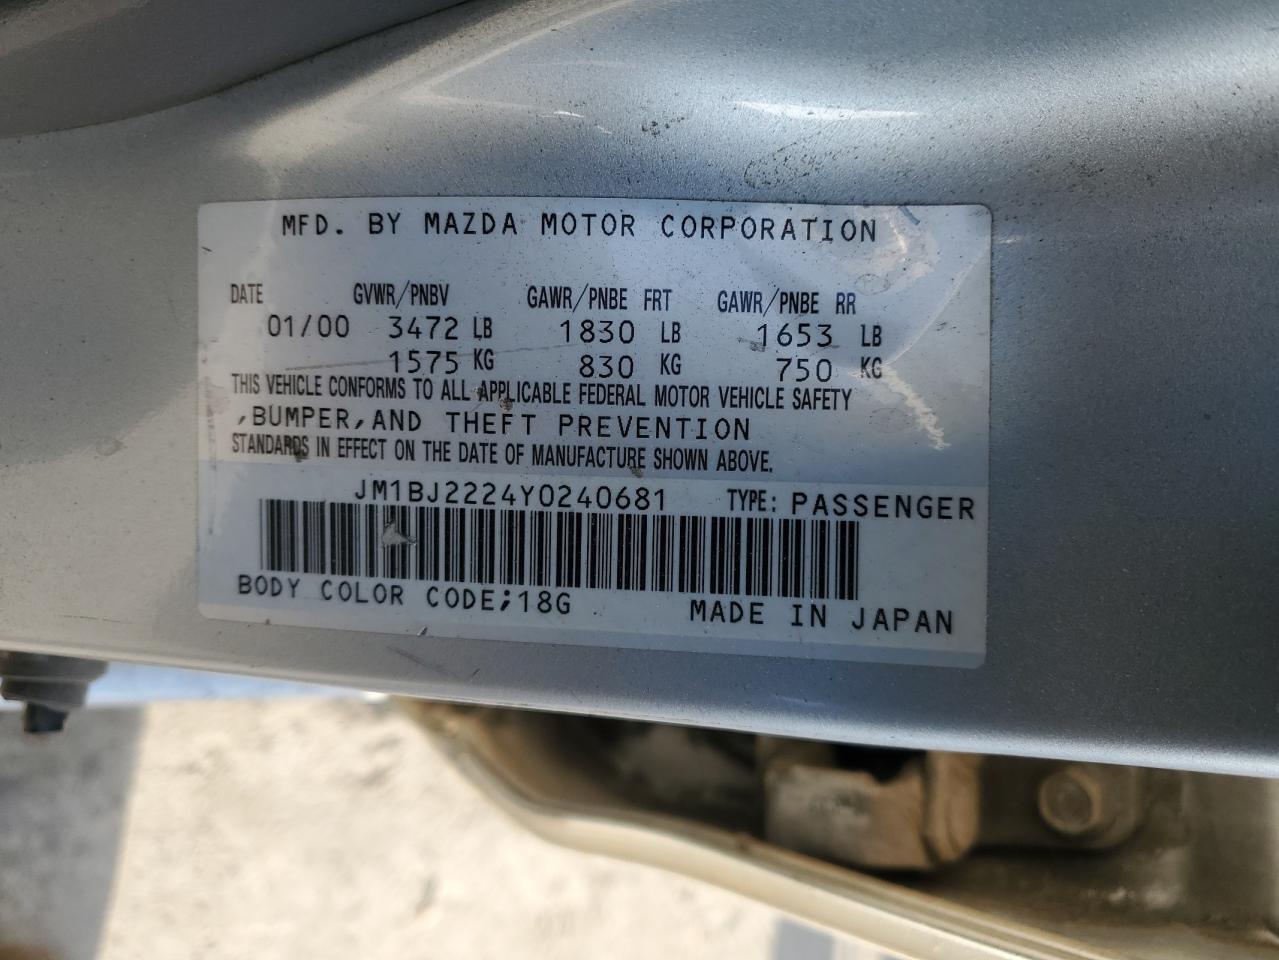 MFD. BY MAZDA MOTOR CORPORATION
DATE GVWR/PNBV GAWR/PNBE FRT GAWR/PNBE RR
01/00 3472 LB 1830 LB 1653 LB
1575 KG 830 KG 750 KG
THIS VEHICLE CONFORMS TO ALL APPLICABLE FEDERAL MOTOR VEHICLE SAFETY
,BUMPER,AND THEFT PREVENTION
STANDARDS IN EFFECT ON THE DATE OF MANUFACTURE SHOWN ABOVE.
JM1BJ2224Y0240681 TYPE: PASSENGER
BODY COLOR CODE;18G MADE IN JAPAN